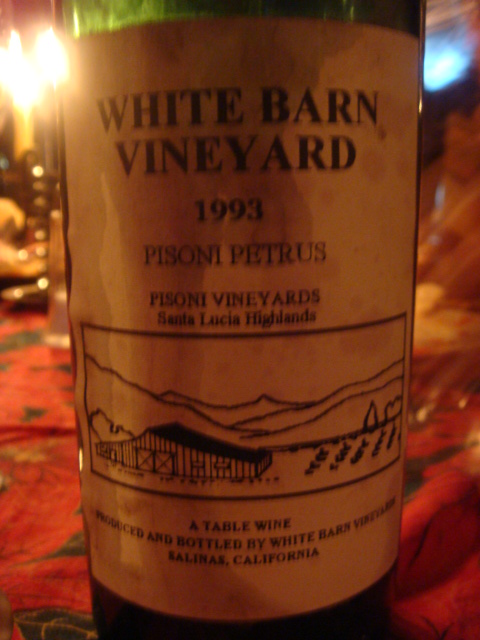 WHITE BARN
VINEYARD
1993
PISONI PETRUS
PISONI VINEYARDS
Santa Lucia Highlands
A TABLE WINE
PRODUCED AND BOTTLED BY WHITE BARN VINEYARDS
SALINAS, CALIFORNIA